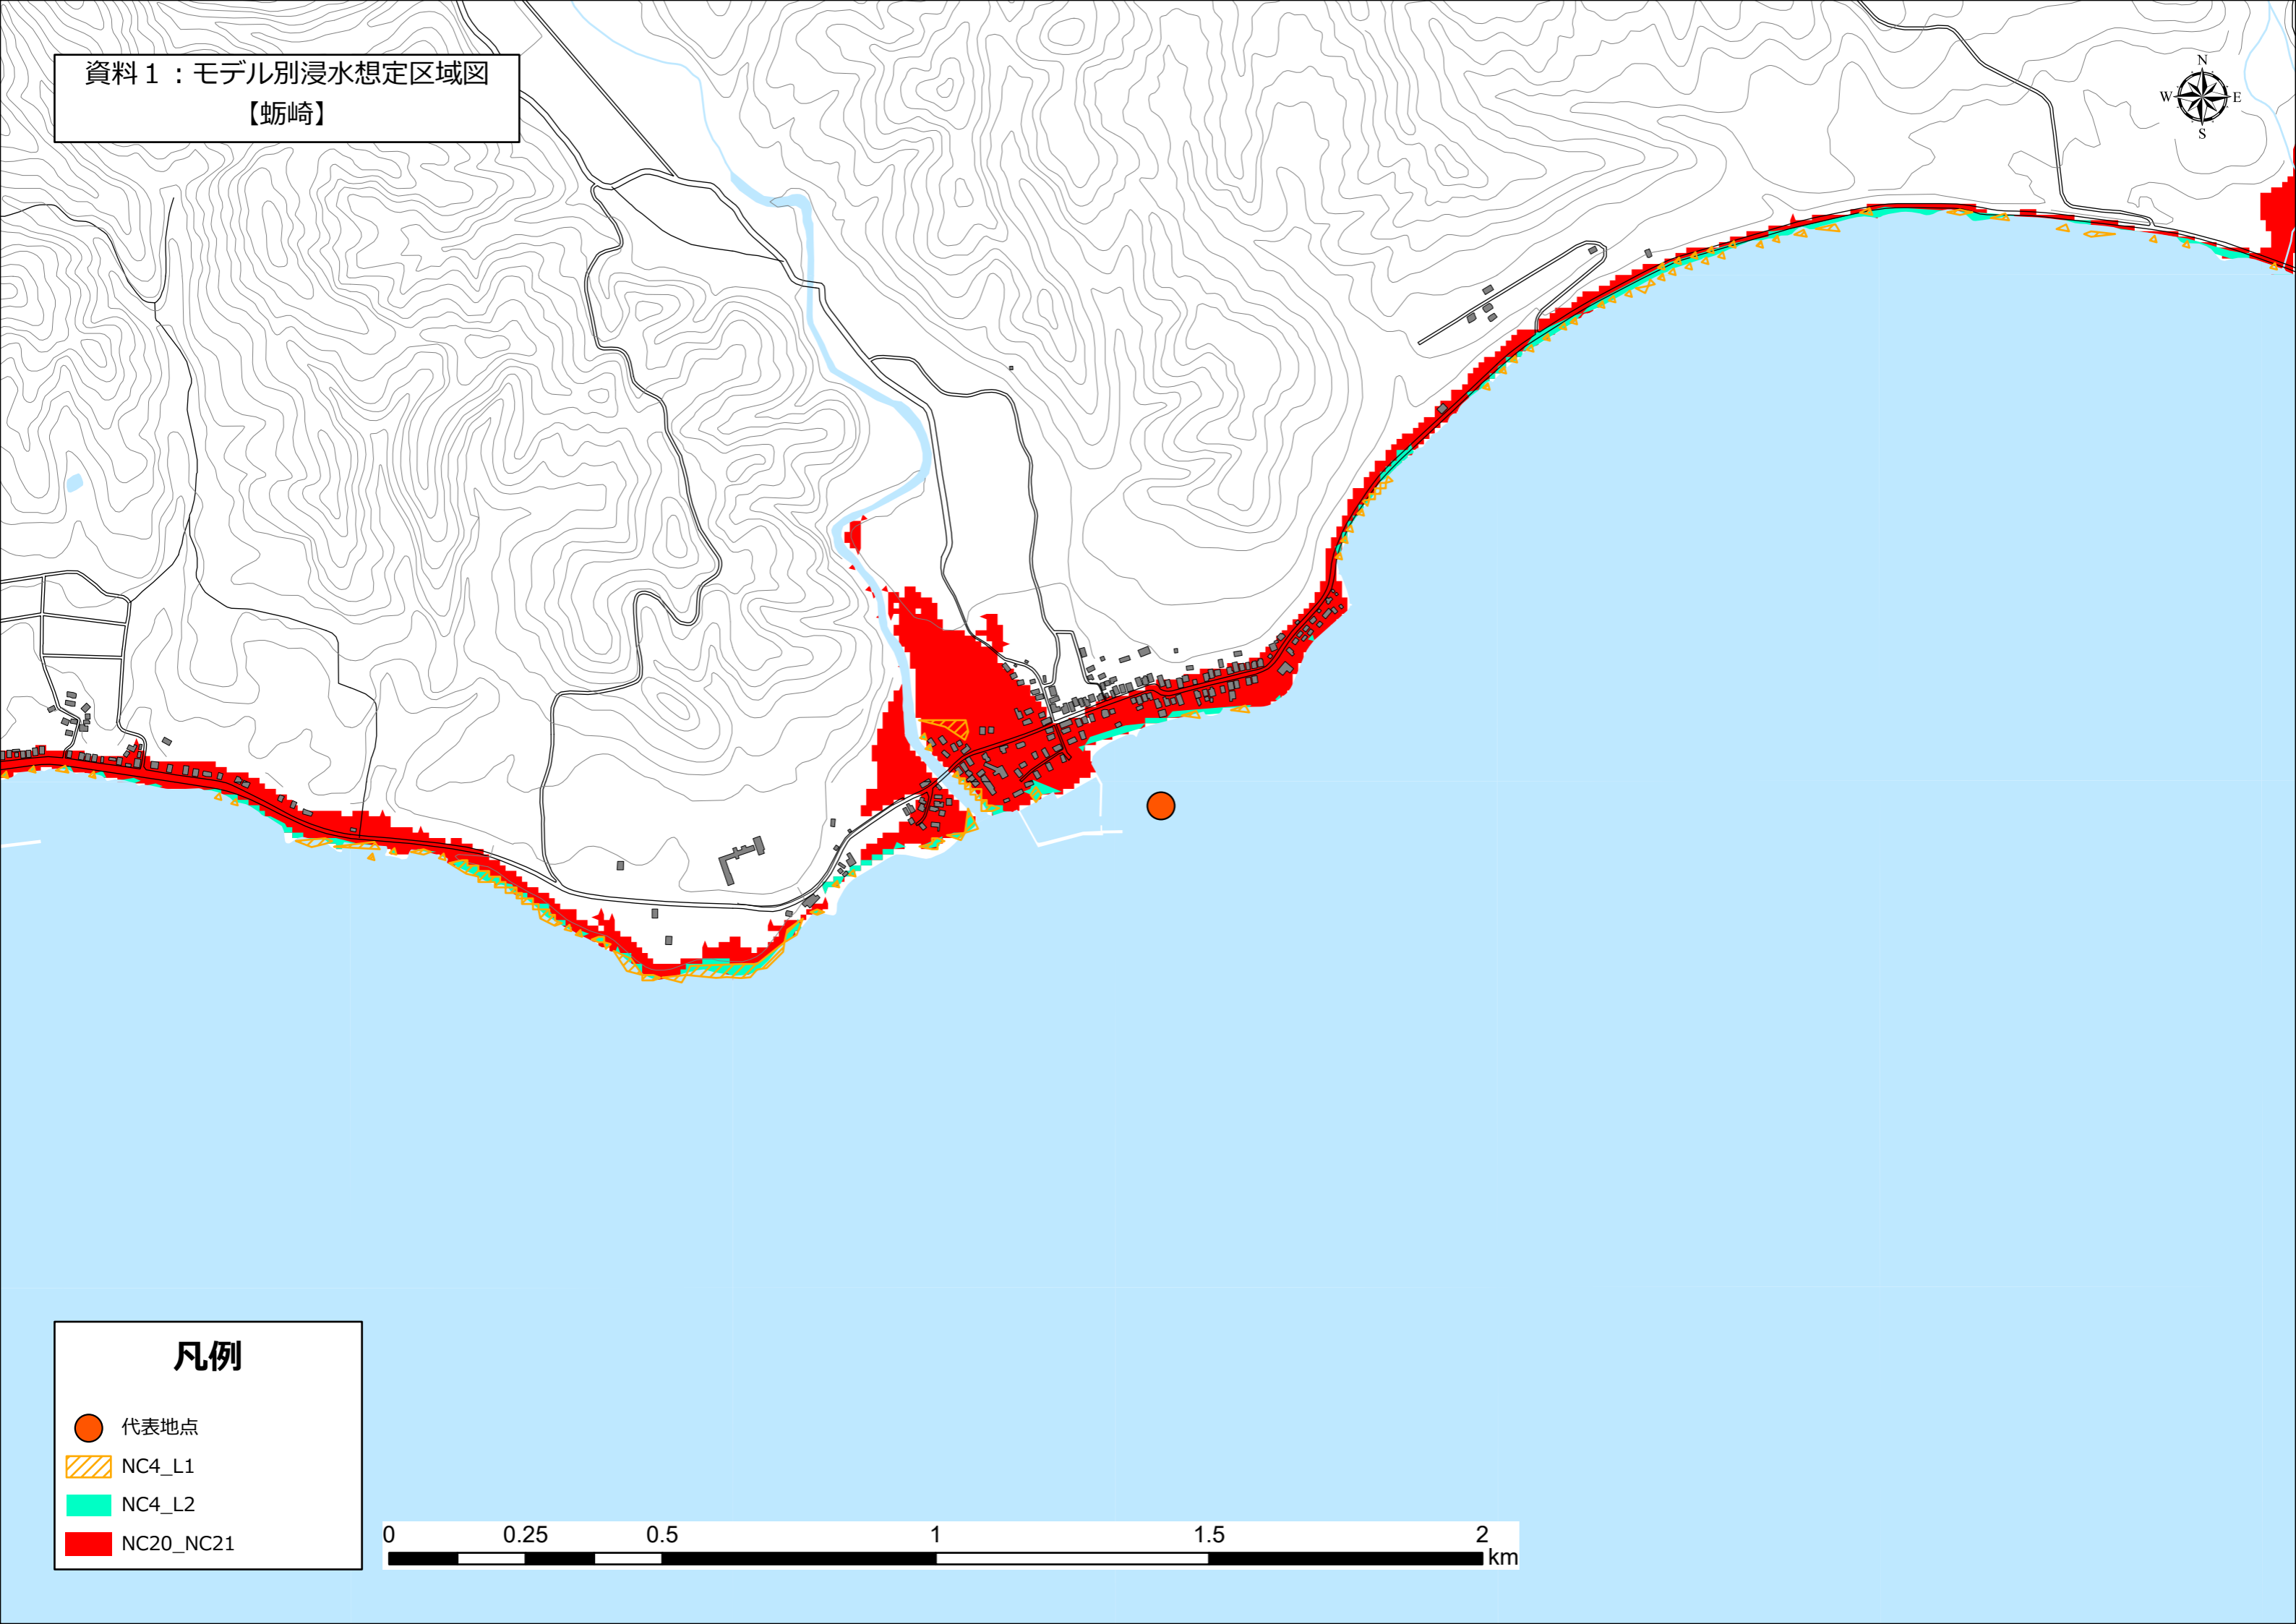 資料１：モデル別浸水想定区域図
【蛎崎】
N
W E
S
凡例
代表地点
NC4_L1
NC4_L2
NC20_NC21
0 0.25 0.5 1 1.5 2
km